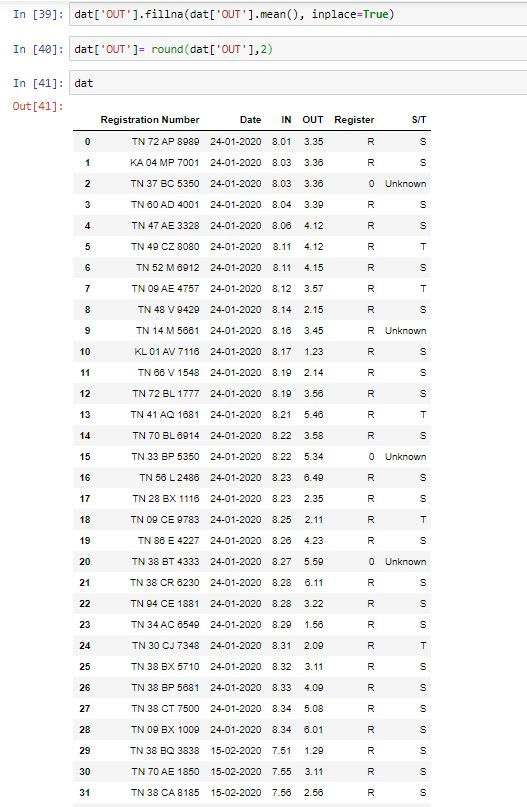 In [39]: dat['OUT'].fillna(dat['OUT'].mean(), inplace=True)
In [40]: dat['OUT']= round(dat['OUT'],2)
In [41]: dat
Out[41]:
Registration Number Date IN OUT Register S/T
0 TN 72 AP 8989 24-01-2020 8.01 3.35 R S
1 KA 04 MP 7001 24-01-2020 8.03 3.36 R S
2 TN 37 BC 5350 24-01-2020 8.03 3.36 0 Unknown
3 TN 60 AD 4001 24-01-2020 8.04 3.39 R S
4 TN 47 AE 3328 24-01-2020 8.06 4.12 R S
5 TN 49 CZ 8080 24-01-2020 8.11 4.12 R T
6 TN 52 M 6912 24-01-2020 8.11 4.15 R S
7 TN 09 AE 4757 24-01-2020 8.12 3.57 R T
8 TN 48 V 9429 24-01-2020 8.14 2.15 R S
9 TN 14 M 5661 24-01-2020 8.16 3.45 R Unknown
10 KL 01 AV 7116 24-01-2020 8.17 1.23 R S
11 TN 66 V 1548 24-01-2020 8.19 2.14 R S
12 TN 72 BL 1777 24-01-2020 8.19 3.56 R S
13 TN 41 AQ 1681 24-01-2020 8.21 5.46 R T
14 TN 70 BL 6914 24-01-2020 8.22 3.58 R S
15 TN 33 BP 5350 24-01-2020 8.22 5.34 0 Unknown
16 TN 56 L 2486 24-01-2020 8.23 6.49 R S
17 TN 28 BX 1116 24-01-2020 8.23 2.35 R S
18 TN 09 CE 9783 24-01-2020 8.25 2.11 R T
19 TN 86 E 4227 24-01-2020 8.26 4.23 R S
20 TN 38 BT 4333 24-01-2020 8.27 5.59 0 Unknown
21 TN 38 CR 6230 24-01-2020 8.28 6.11 R S
22 TN 94 CE 1881 24-01-2020 8.28 3.22 R S
23 TN 34 AC 6549 24-01-2020 8.29 1.56 R S
24 TN 30 CJ 7348 24-01-2020 8.31 2.09 R T
25 TN 38 BX 5710 24-01-2020 8.32 3.11 R S
26 TN 38 BP 5681 24-01-2020 8.33 4.09 R S
27 TN 38 CT 7500 24-01-2020 8.34 5.08 R S
28 TN 09 BX 1009 24-01-2020 8.34 6.01 R S
29 TN 38 BQ 3838 15-02-2020 7.51 1.29 R S
30 TN 70 AE 1850 15-02-2020 7.55 3.11 R S
31 TN 38 CA 8185 15-02-2020 7.56 2.56 R S